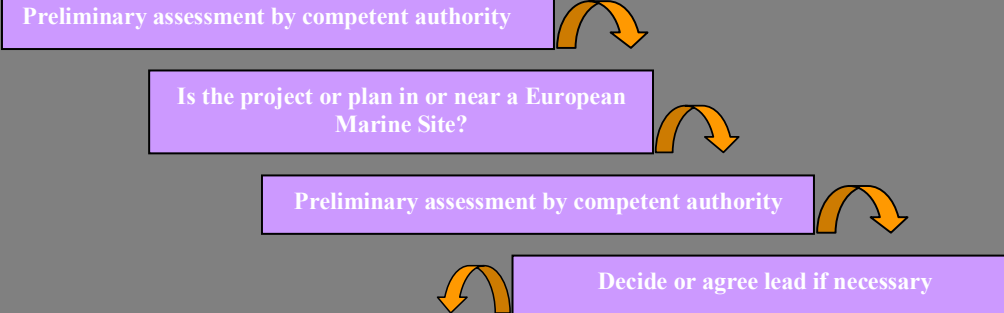 Preliminary assessment by competent authority
Is the project or plan in or near a European
Marine Site?
Preliminary assessment by competent authority
Decide or agree lead if necessary